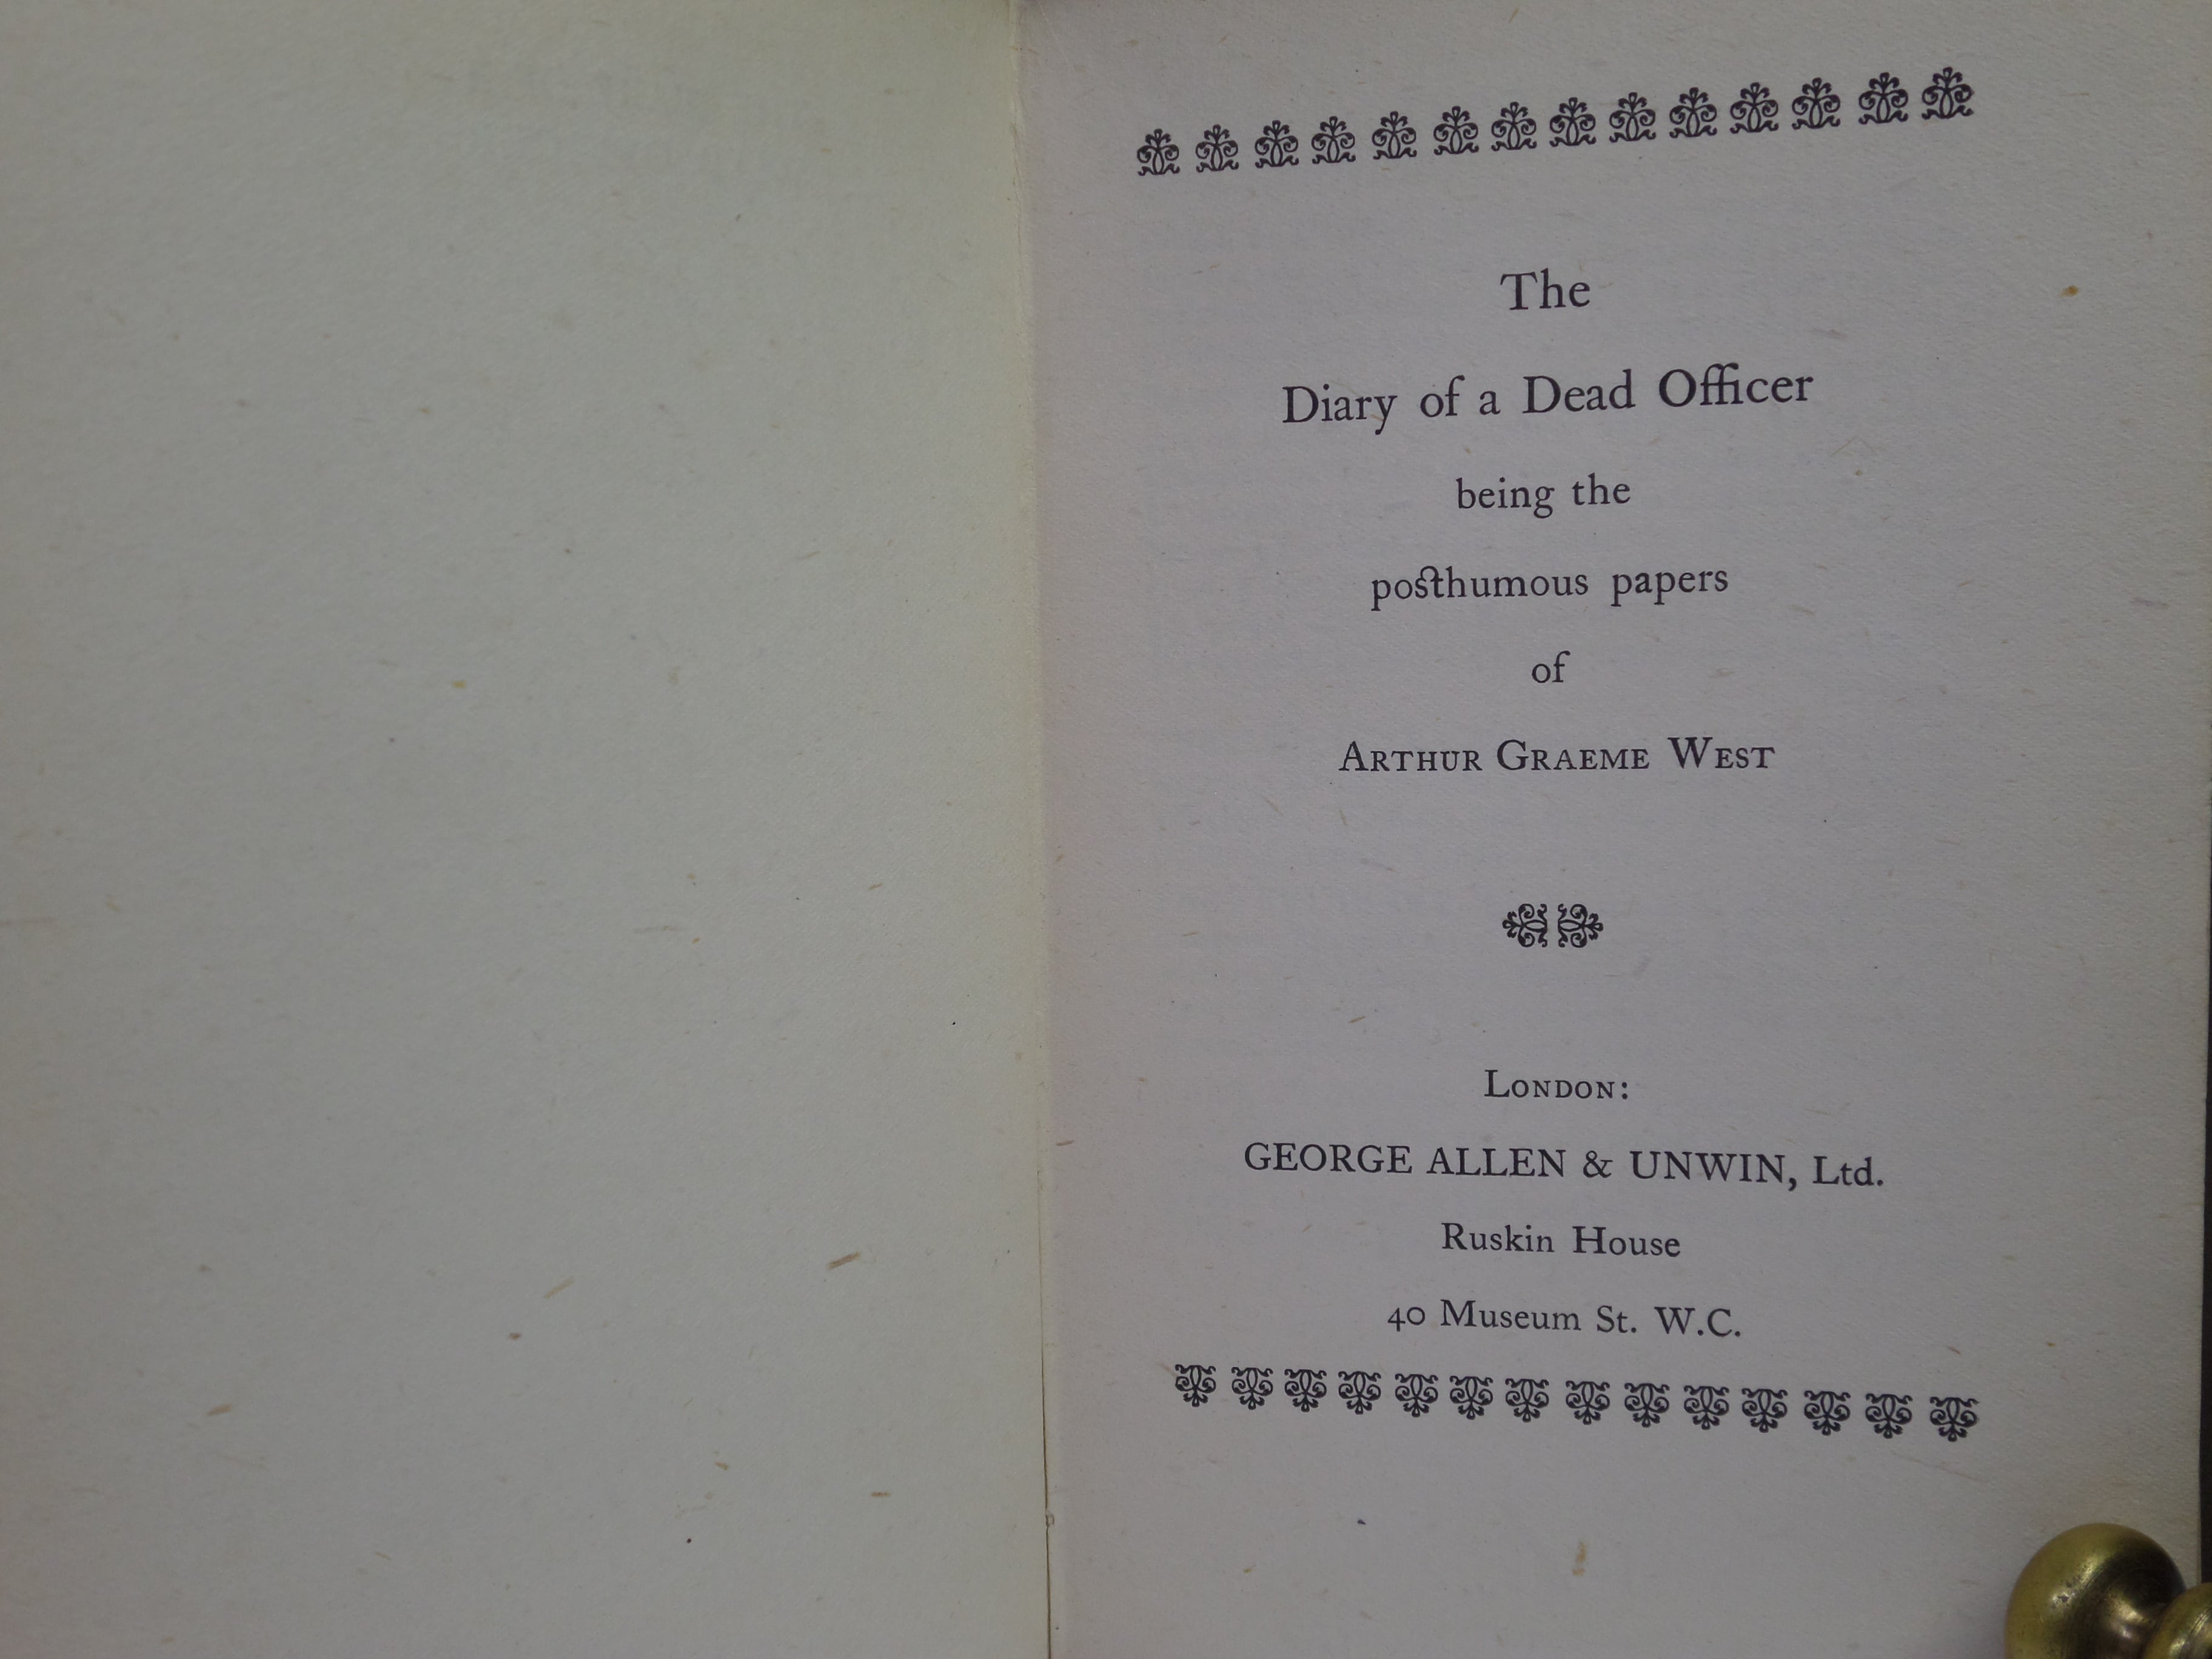 The
Diary of a Dead Officer
being the
posthumous papers
of
ARTHUR GRAEME WEST
LONDON:
GEORGE ALLEN & UNWIN, Ltd.
Ruskin House
40 Museum St. W.C.